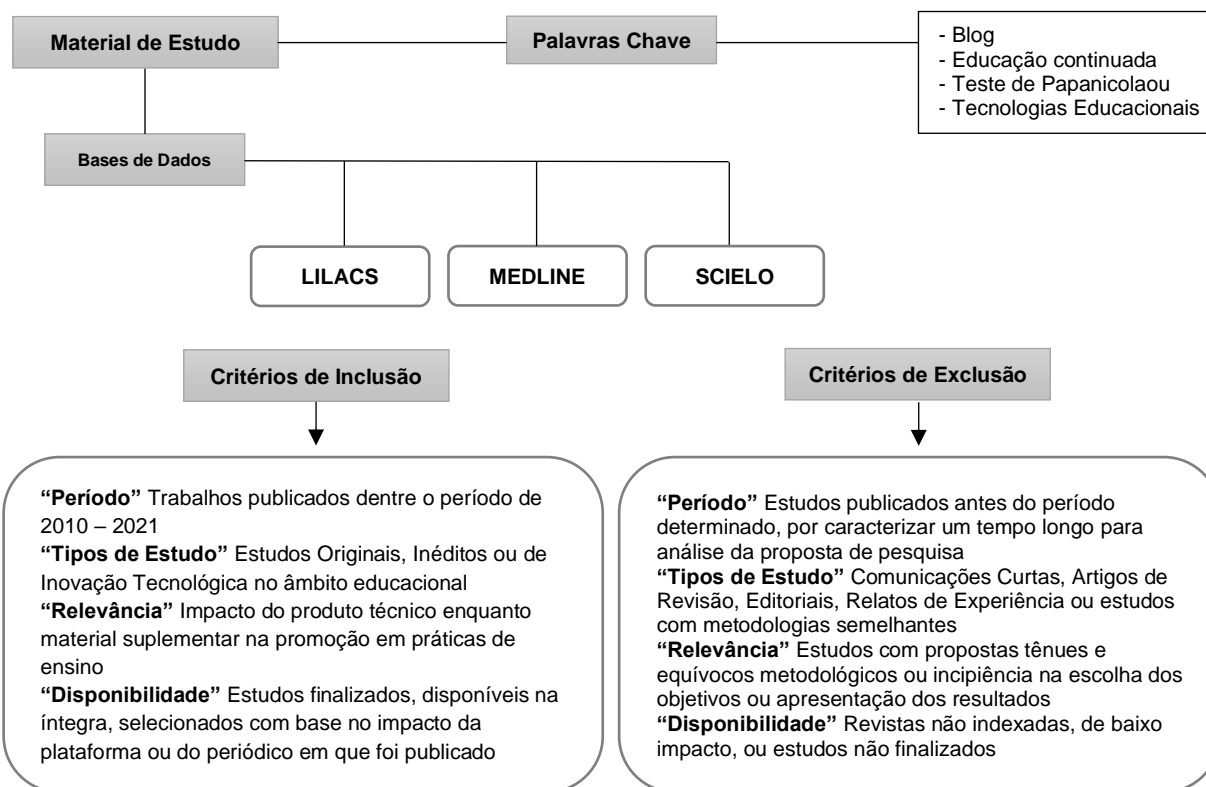 Material de Estudo
Palavras Chave
- Blog
- Educação continuada
- Teste de Papanicolaou
- Tecnologias Educacionais
Bases de Dados
LILACS
MEDLINE
SCIELO
Critérios de Inclusão
“Período” Trabalhos publicados dentre o período de
2010 – 2021
“Tipos de Estudo” Estudos Originais, Inéditos ou de
Inovação Tecnológica no âmbito educacional
“Relevância” Impacto do produto técnico enquanto
material suplementar na promoção em práticas de
ensino
“Disponibilidade” Estudos finalizados, disponíveis na
íntegra, selecionados com base no impacto da
plataforma ou do periódico em que foi publicado
Critérios de Exclusão
“Período” Estudos publicados antes do período
determinado, por caracterizar um tempo longo para
análise da proposta de pesquisa
“Tipos de Estudo” Comunicações Curtas, Artigos de
Revisão, Editoriais, Relatos de Experiência ou estudos
com metodologias semelhantes
“Relevância” Estudos com propostas tênues e
equívocos metodológicos ou incipiência na escolha dos
objetivos ou apresentação dos resultados
“Disponibilidade” Revistas não indexadas, de baixo
impacto, ou estudos não finalizados